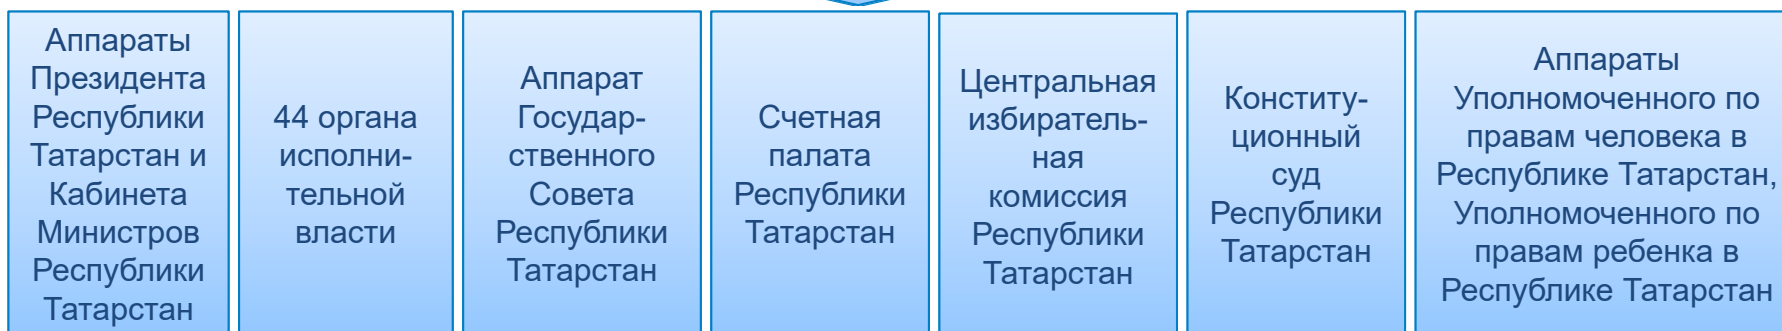 Аппараты
Президента
Республики
Татарстан и
Кабинета
Министров
Республики
Татарстан
44 органа
исполни-
тельной
власти
Аппарат
Государ-
ственного
Совета
Республики
Татарстан
Счетная
палата
Республики
Татарстан
Центральная
избиратель-
ная
комиссия
Республики
Татарстан
Конститу-
ционный
суд
Республики
Татарстан
Аппараты
Уполномоченного по
правам человека в
Республике Татарстан,
Уполномоченного по
правам ребенка в
Республике Татарстан